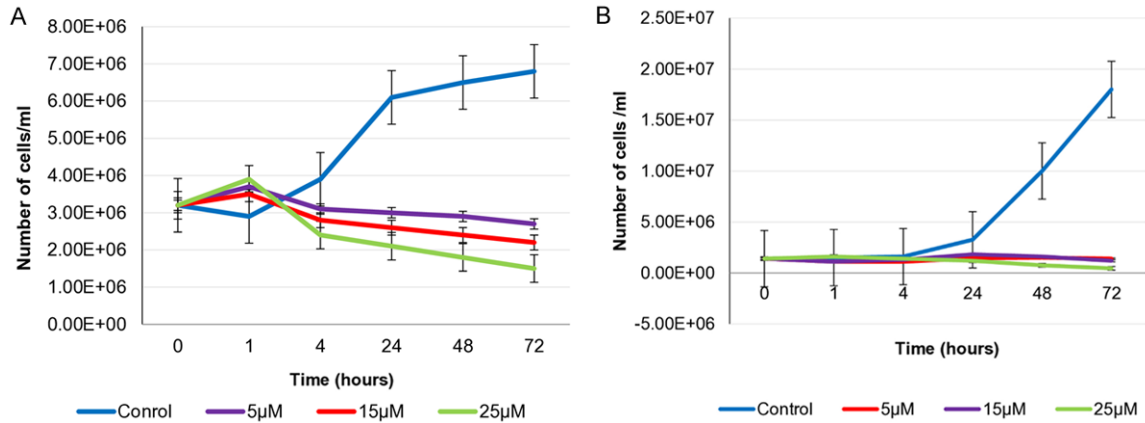 A
Number of cells/ml
8.00E+06
7.00E+06
6.00E+06
5.00E+06
4.00E+06
3.00E+06
2.00E+06
1.00E+06
0.00E+00
0 1 4 24 48 72
Time (hours)
Conrol 5µM 15µM 25µM
B
Number of cells /ml
2.50E+07
2.00E+07
1.50E+07
1.00E+07
5.00E+06
0.00E+00
-5.00E+06
0 1 4 24 48 72
Time (hours)
Control 5µM 15µM 25µM